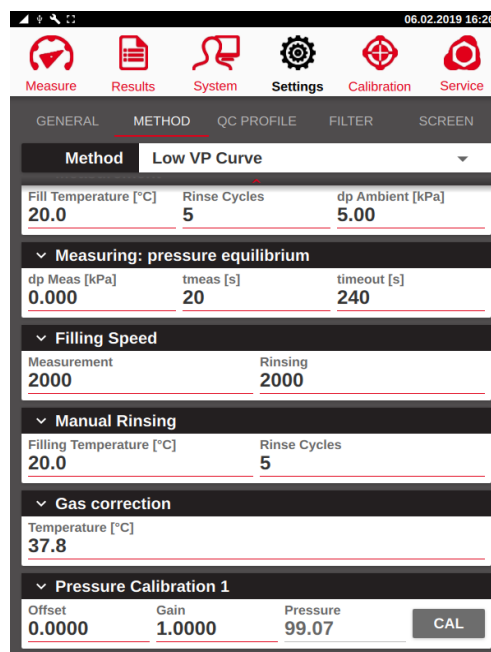 06.02.2019 16:26
Measure Results System Settings Calibration Service
GENERAL METHOD QC PROFILE FILTER SCREEN
Method Low VP Curve
Fill Temperature [°C] Rinse Cycles dp Ambient [kPa]
20.0 5 5.00
Measuring: pressure equilibrium
dp Meas [kPa] tmeas [s] timeout [s]
0.000 20 240
Filling Speed
Measurement Rinsing
2000 2000
Manual Rinsing
Filling Temperature [°C] Rinse Cycles
20.0 5
Gas correction
Temperature [°C]
37.8
Pressure Calibration 1
Offset Gain Pressure
0.0000 1.0000 99.07 CAL